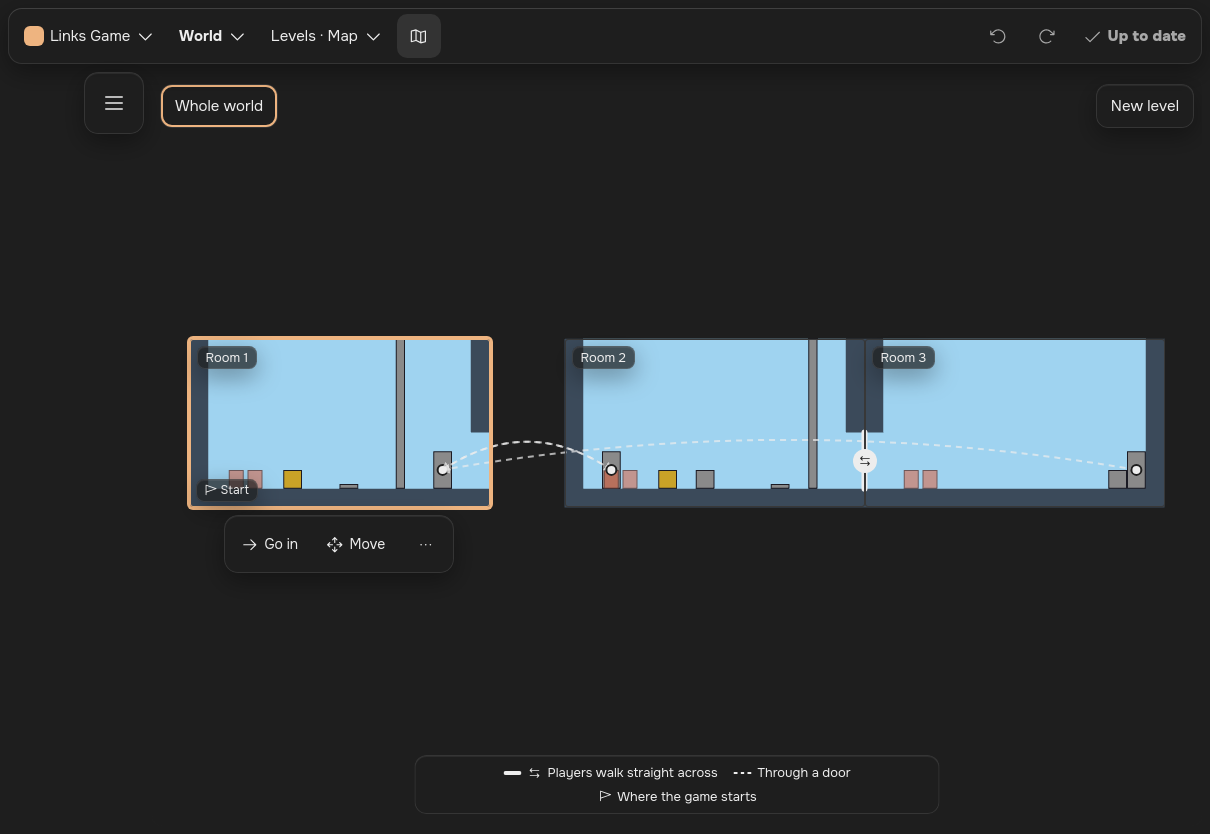 Links Game
World
Levels · Map
Up to date
Whole world
New level
Room 1
Room 2
Room 3
Start
Go in
Move
···
Players walk straight across
Through a door
Where the game starts